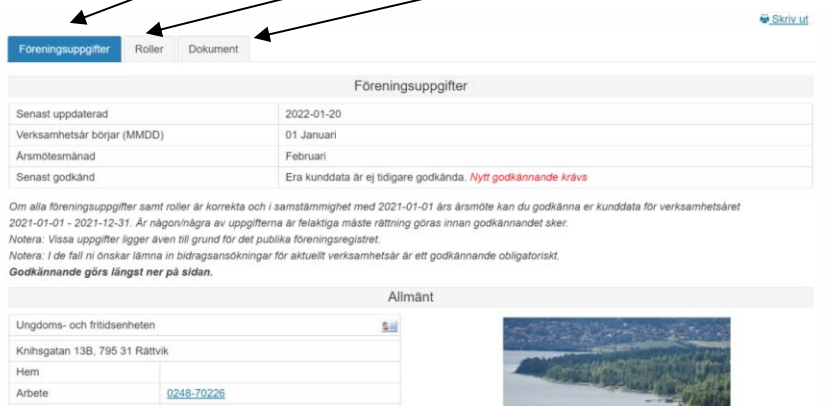 Skriv ut
Föreningsuppgifter Roller Dokument
Föreningsuppgifter
Senast uppdaterad 2022-01-20
Verksamhetsår börjar (MMDD) 01 Januari
Årsmötesmånad Februari
Senast godkänd Era kunddata är ej tidigare godkända. Nytt godkännande krävs
Om alla föreningsuppgifter samt roller är korrekta och i samstämmighet med 2021-01-01 års årsmöte kan du godkänna er kunddata för verksamhetsåret
2021-01-01 - 2021-12-31. Är någon/några av uppgifterna är felaktiga måste rättning göras innan godkännandet sker.
Notera: Vissa uppgifter ligger även till grund för det publika föreningsregistret.
Notera: I de fall ni önskar lämna in bidragsansökningar för aktuellt verksamhetsår är ett godkännande obligatoriskt.
Godkännande görs längst ner på sidan.
Allmänt
Ungdoms- och fritidsenheten
Knihsgatan 13B, 795 31 Rättvik
Hem
Arbete 0248-70226